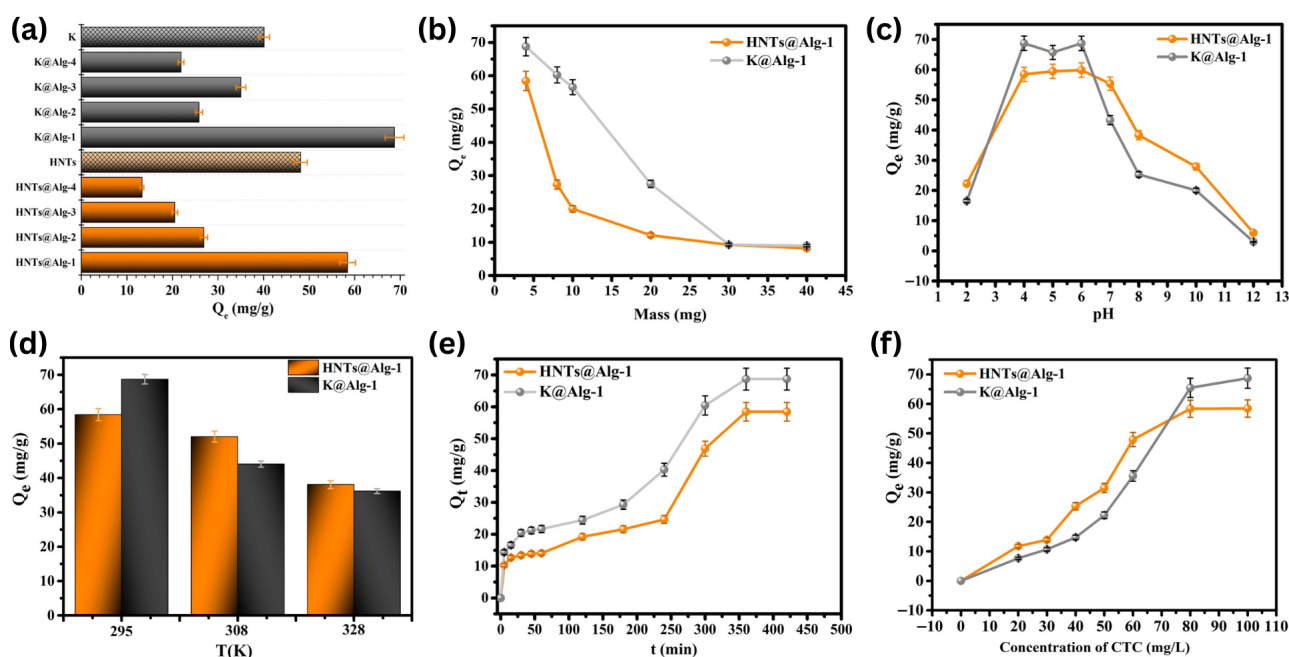 (a)
K
K@Alg-4
K@Alg-3
K@Alg-2
K@Alg-1
HNTs
HNTs@Alg-4
HNTs@Alg-3
HNTs@Alg-2
HNTs@Alg-1
0 10 20 30 40 50 60 70
Qe (mg/g)
(b)
HNTs@Alg-1
K@Alg-1
70
60
50
40
30
20
10
0
Qe (mg/g)
0 5 10 15 20 25 30 35 40 45
Mass (mg)
(c)
HNTs@Alg-1
K@Alg-1
80
70
60
50
40
30
20
10
0
−10
Qe (mg/g)
1 2 3 4 5 6 7 8 9 10 11 12 13
pH
(d)
HNTs@Alg-1
K@Alg-1
70
60
50
40
30
20
10
0
Qe (mg/g)
295 308 328
T(K)
(e)
HNTs@Alg-1
K@Alg-1
80
70
60
50
40
30
20
10
0
Qt (mg/g)
0 50 100 150 200 250 300 350 400 450 500
t (min)
(f)
HNTs@Alg-1
K@Alg-1
80
70
60
50
40
30
20
10
0
−10
Qe (mg/g)
−10 0 10 20 30 40 50 60 70 80 90 100 110
Concentration of CTC (mg/L)